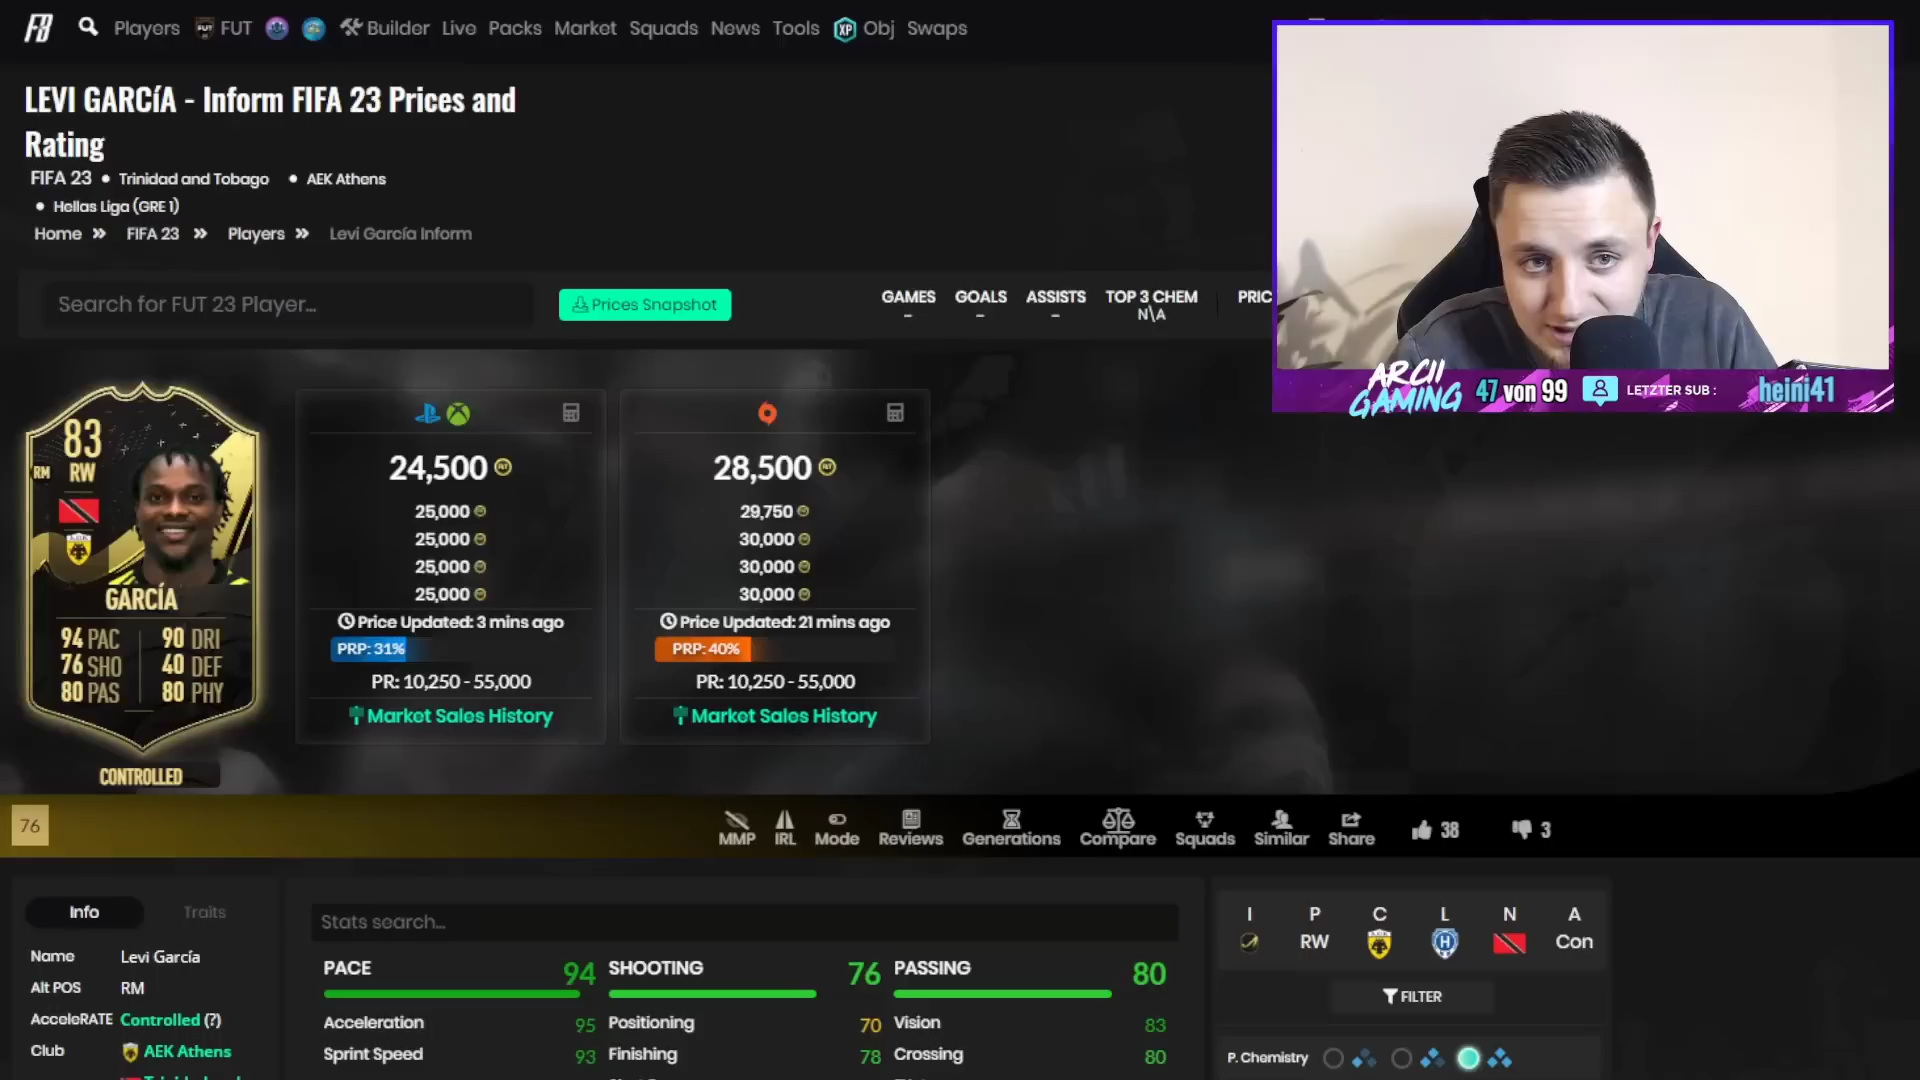 Players FUT Builder Live Packs Market Squads News Tools XP Obj Swaps
LEVI GARCíA - Inform FIFA 23 Prices and
Rating
FIFA 23 • Trinidad and Tobago • AEK Athens
• Hellas Liga (GRE 1)
Home » FIFA 23 » Players » Levi García Inform
Search for FUT 23 Player...
Prices Snapshot
GAMES GOALS ASSISTS TOP 3 CHEM PRIC
- - - N\A
ARCII
GAMING
47 von 99
LETZTER SUB :
heini41
83
RM RW
GARCÍA
94 PAC 90 DRI
76 SHO 40 DEF
80 PAS 80 PHY
CONTROLLED
24,500
25,000
25,000
25,000
25,000
Price Updated: 3 mins ago
PRP: 31%
PR: 10,250 - 55,000
Market Sales History
28,500
29,750
30,000
30,000
30,000
Price Updated: 21 mins ago
PRP: 40%
PR: 10,250 - 55,000
Market Sales History
76
MMP IRL Mode Reviews Generations Compare Squads Similar Share 38 3
Info Traits
Name Levi García
Alt POS RM
AcceleRATE Controlled (?)
Club AEK Athens
Stats search...
PACE 94 SHOOTING 76 PASSING 80
Acceleration 95 Positioning 70 Vision 83
Sprint Speed 93 Finishing 78 Crossing 80
I P C L N A
RW Con
FILTER
P. Chemistry